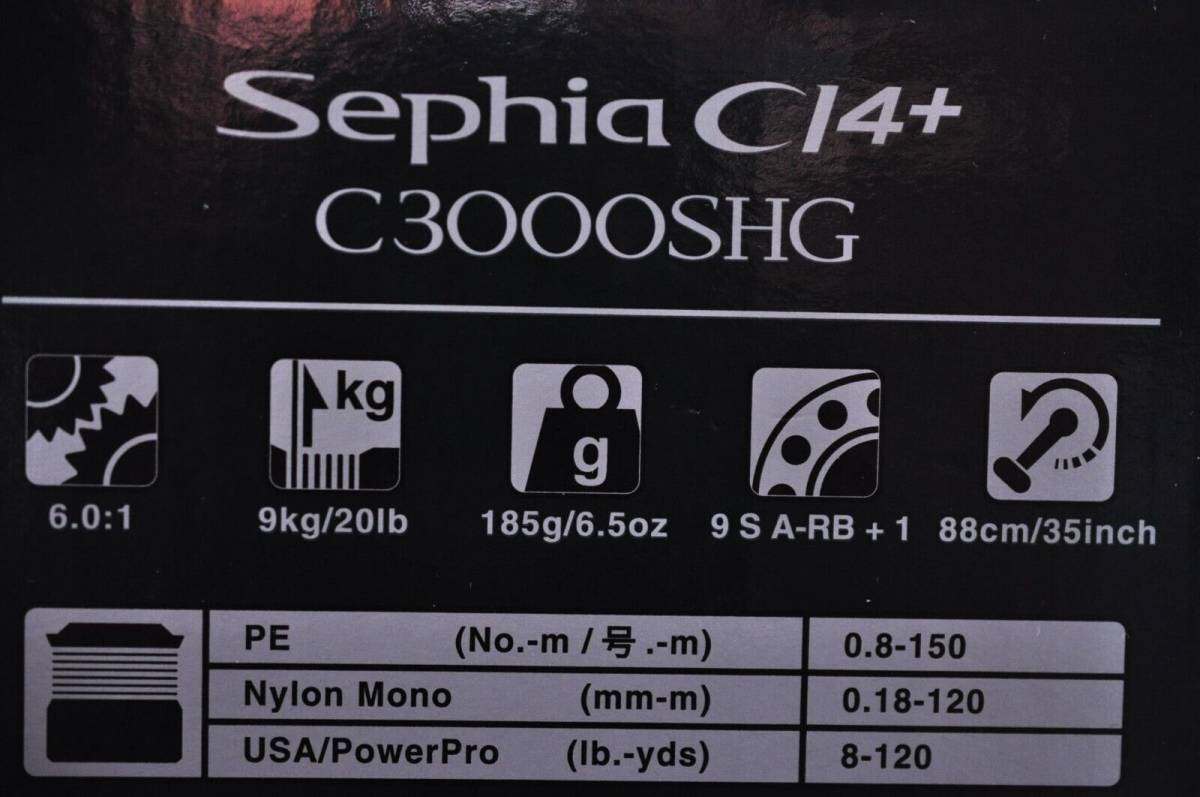 Sephia CI4+
C3000SHG
kg
g
6.0:1 9kg/20lb 185g/6.5oz 9 S A-RB + 1 88cm/35inch
PE (No.-m / 号 .-m) 0.8-150
Nylon Mono (mm-m) 0.18-120
USA/PowerPro (lb.-yds) 8-120